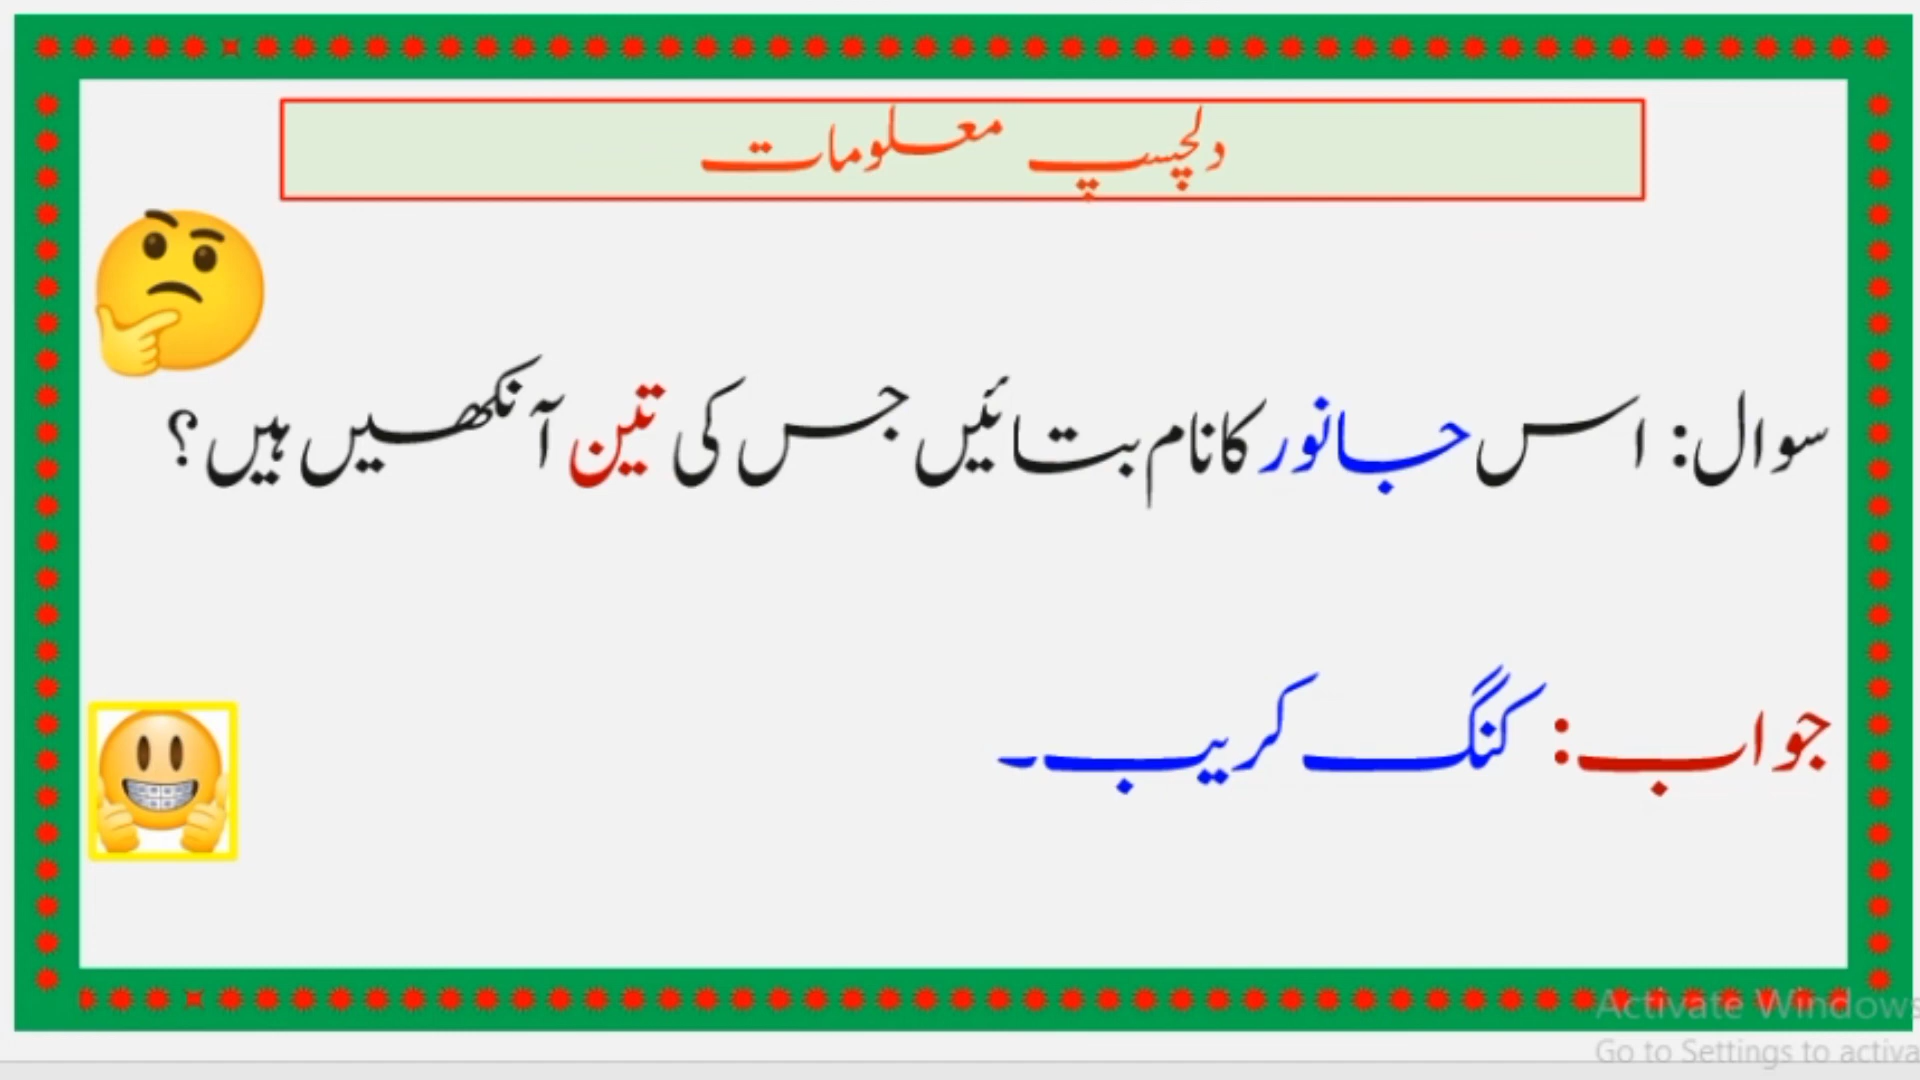 دلچسپ معلومات
سوال: اس جانور کا نام بتائیں جس کی تین آنکھیں ہیں؟
جواب: کنگ کریب۔
Activate Windows
Go to Settings to activa